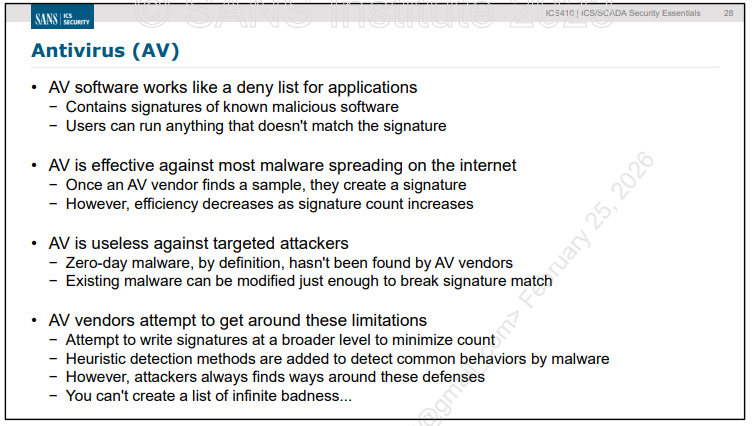 © SANS Institute 2026
SANS ICS SECURITY
ICS410 | ICS/SCADA Security Essentials 28
Antivirus (AV)
• AV software works like a deny list for applications
– Contains signatures of known malicious software
– Users can run anything that doesn't match the signature
• AV is effective against most malware spreading on the internet
– Once an AV vendor finds a sample, they create a signature
– However, efficiency decreases as signature count increases
• AV is useless against targeted attackers
– Zero-day malware, by definition, hasn't been found by AV vendors
– Existing malware can be modified just enough to break signature match
• AV vendors attempt to get around these limitations
– Attempt to write signatures at a broader level to minimize count
– Heuristic detection methods are added to detect common behaviors by malware
– However, attackers always finds ways around these defenses
– You can't create a list of infinite badness...
@gmail_com> February 25, 2026